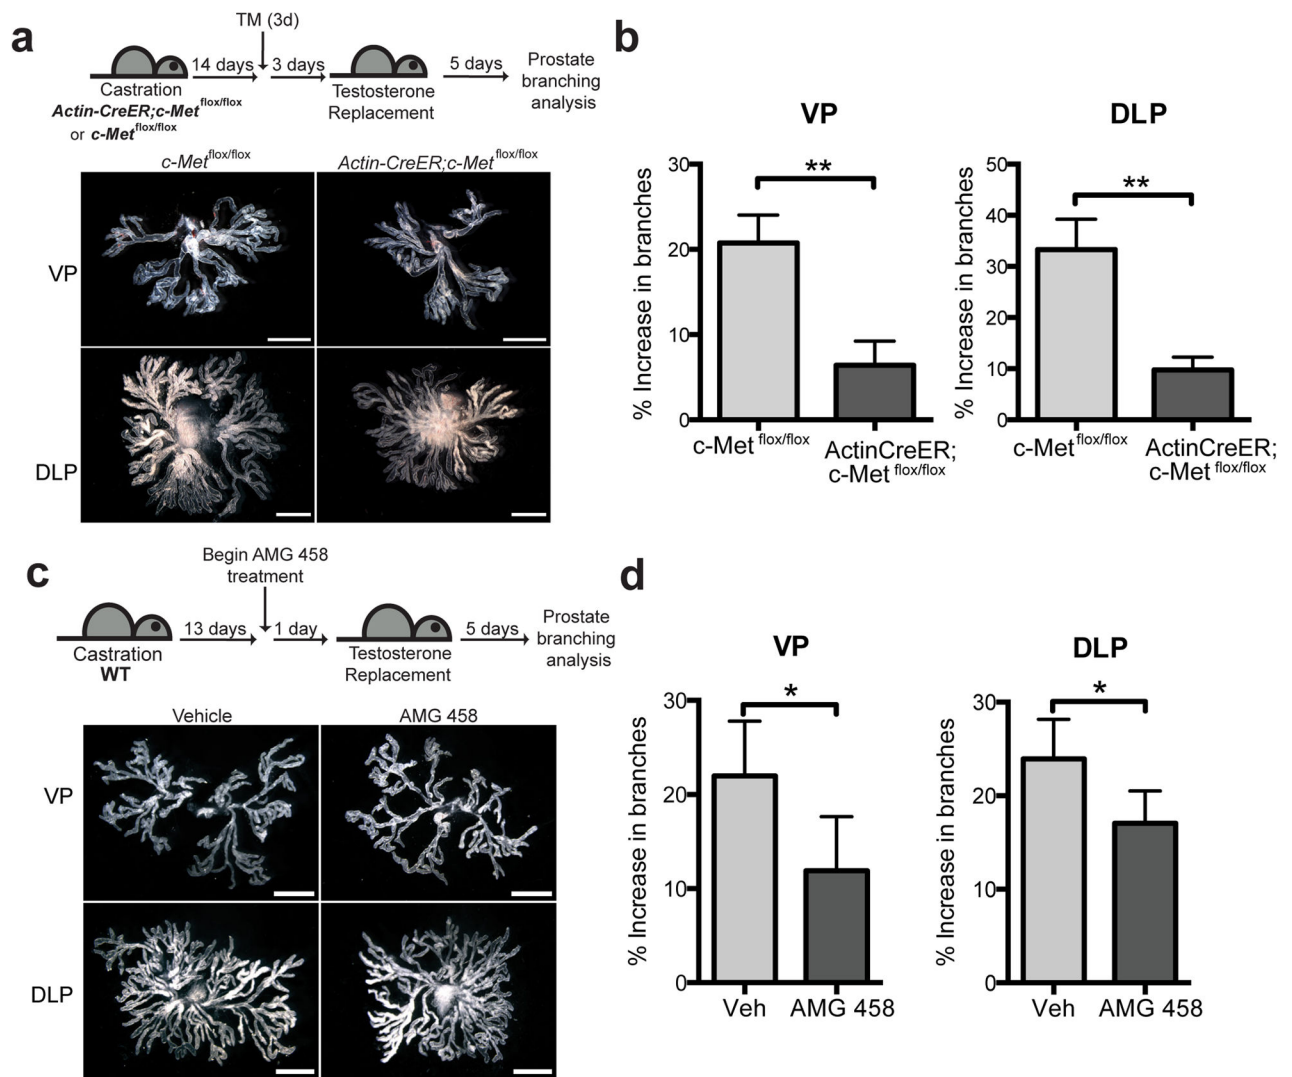 a
TM (3d)
14 days
3 days
5 days
Castration
Actin-CreER;c-Met flox/flox
or c-Met flox/flox
Testosterone
Replacement
Prostate
branching
analysis
c-Met flox/flox
Actin-CreER;c-Met flox/flox
VP
DLP
b
VP
% Increase in branches
30
20
10
0
**
c-Met flox/flox
ActinCreER;
c-Met flox/flox
DLP
% Increase in branches
50
40
30
20
10
0
**
c-Met flox/flox
ActinCreER;
c-Met flox/flox
c
Begin AMG 458
treatment
13 days
1 day
5 days
Castration
WT
Testosterone
Replacement
Prostate
branching
analysis
Vehicle
AMG 458
VP
DLP
d
VP
% Increase in branches
30
20
10
0
*
Veh
AMG 458
DLP
% Increase in branches
30
20
10
0
*
Veh
AMG 458